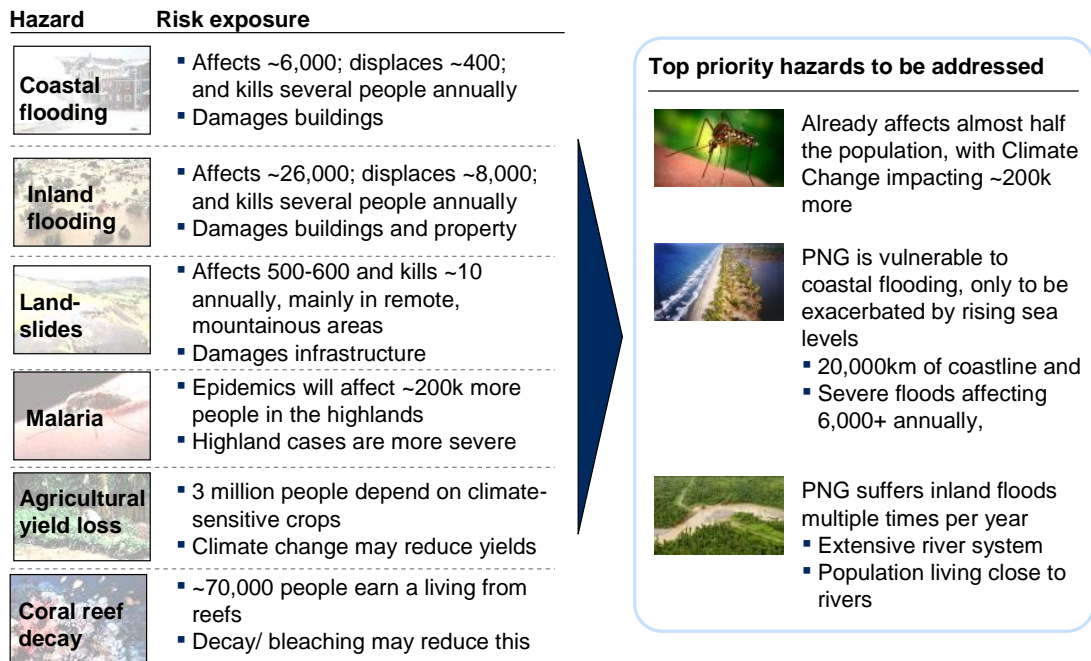 Hazard Risk exposure
Coastal
flooding
▪ Affects ~6,000; displaces ~400;
and kills several people annually
▪ Damages buildings
Inland
flooding
▪ Affects ~26,000; displaces ~8,000;
and kills several people annually
▪ Damages buildings and property
Land-
slides
▪ Affects 500-600 and kills ~10
annually, mainly in remote,
mountainous areas
▪ Damages infrastructure
Malaria
▪ Epidemics will affect ~200k more
people in the highlands
▪ Highland cases are more severe
Agricultural
yield loss
▪ 3 million people depend on climate-
sensitive crops
▪ Climate change may reduce yields
Coral reef
decay
▪ ~70,000 people earn a living from
reefs
▪ Decay/ bleaching may reduce this
Top priority hazards to be addressed
Already affects almost half
the population, with Climate
Change impacting ~200k
more
PNG is vulnerable to
coastal flooding, only to be
exacerbated by rising sea
levels
▪ 20,000km of coastline and
▪ Severe floods affecting
6,000+ annually,
PNG suffers inland floods
multiple times per year
▪ Extensive river system
▪ Population living close to
rivers